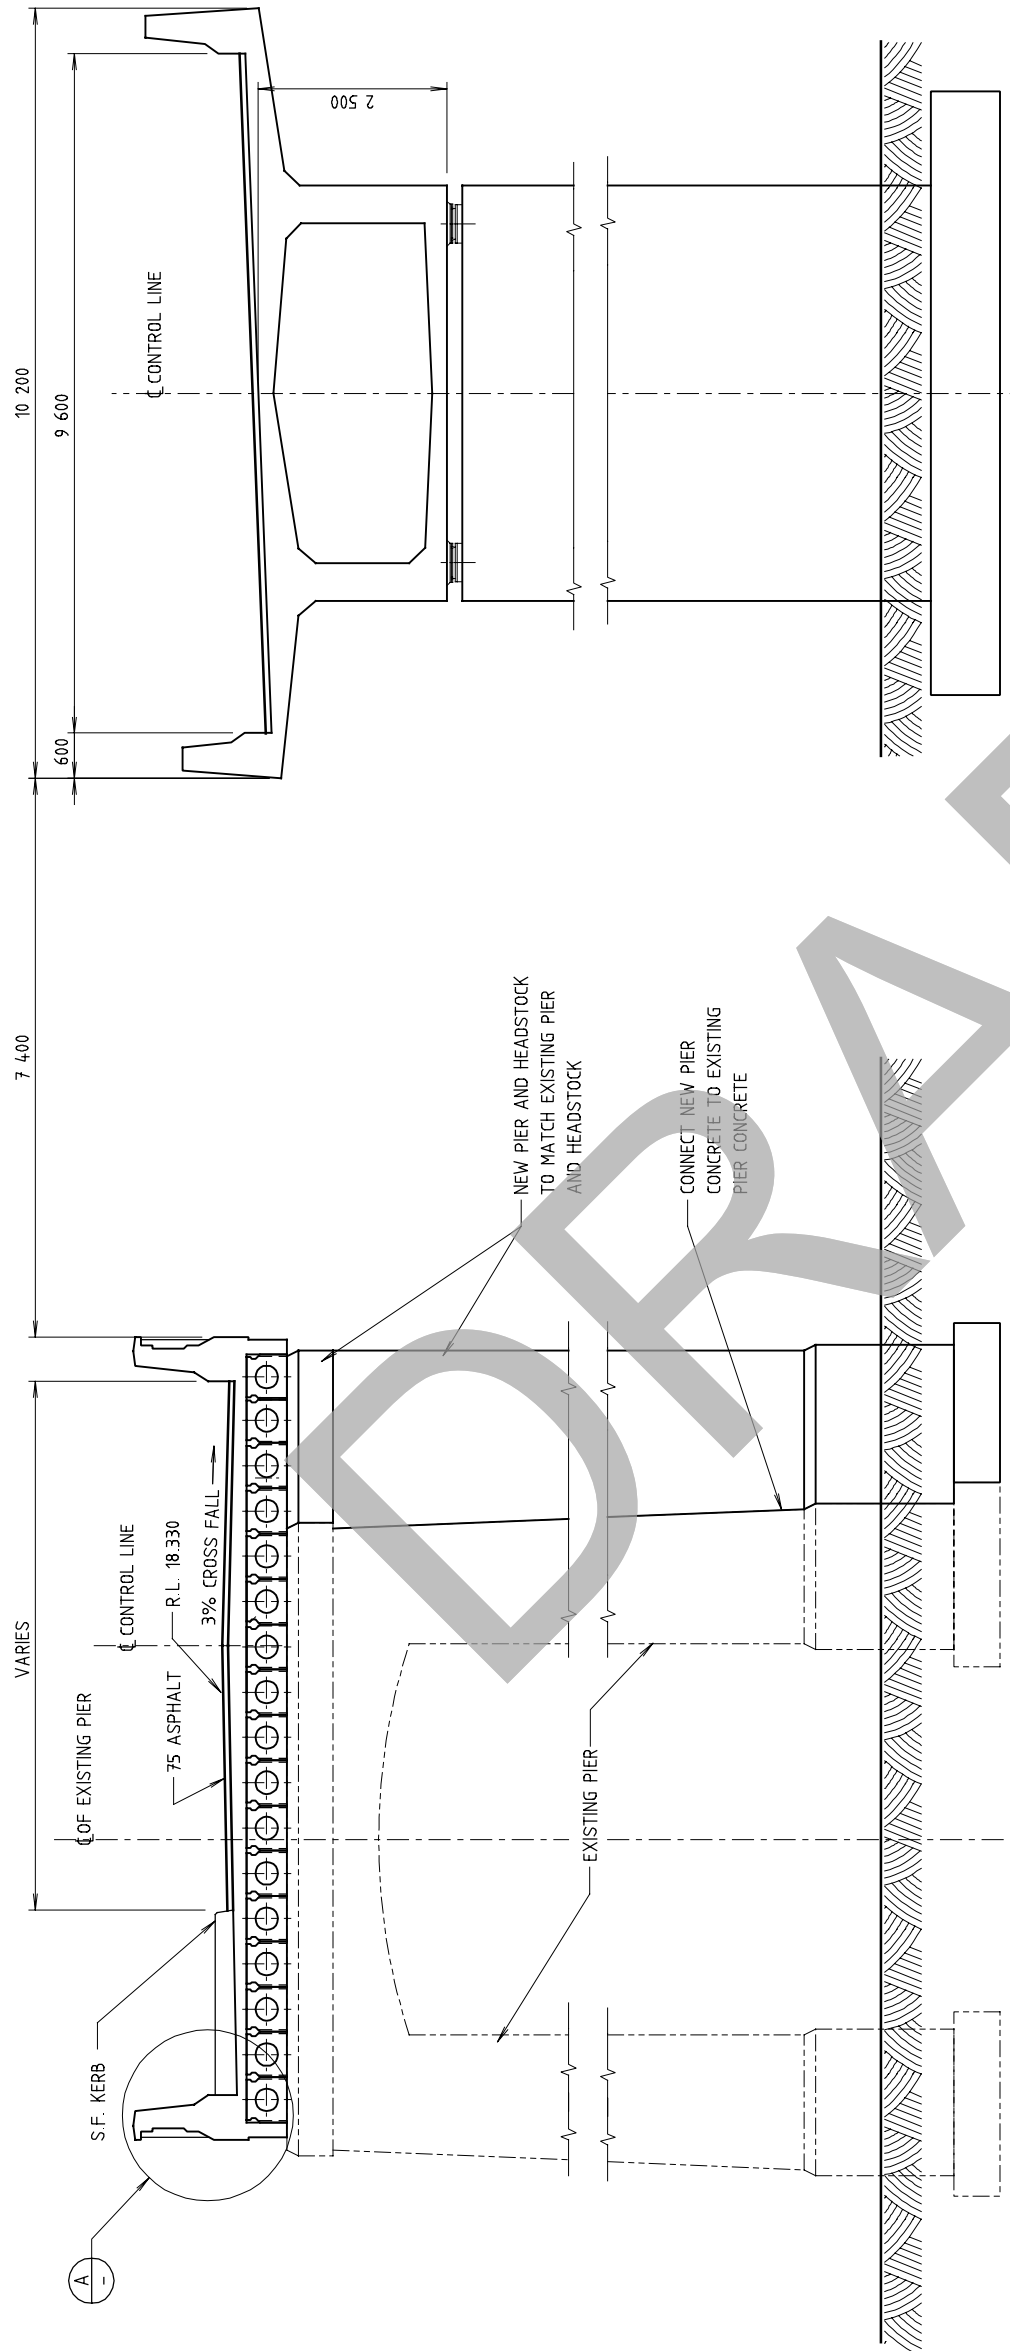 10 200
9 600
600
2 500
℄ CONTROL LINE
7 400
VARIES
℄ CONTROL LINE
℄ OF EXISTING PIER
R.L. 18.330
3% CROSS FALL
75 ASPHALT
S.F. KERB
A
-
NEW PIER AND HEADSTOCK
TO MATCH EXISTING PIER
AND HEADSTOCK
CONNECT NEW PIER
CONCRETE TO EXISTING
PIER CONCRETE
EXISTING PIER
DRA